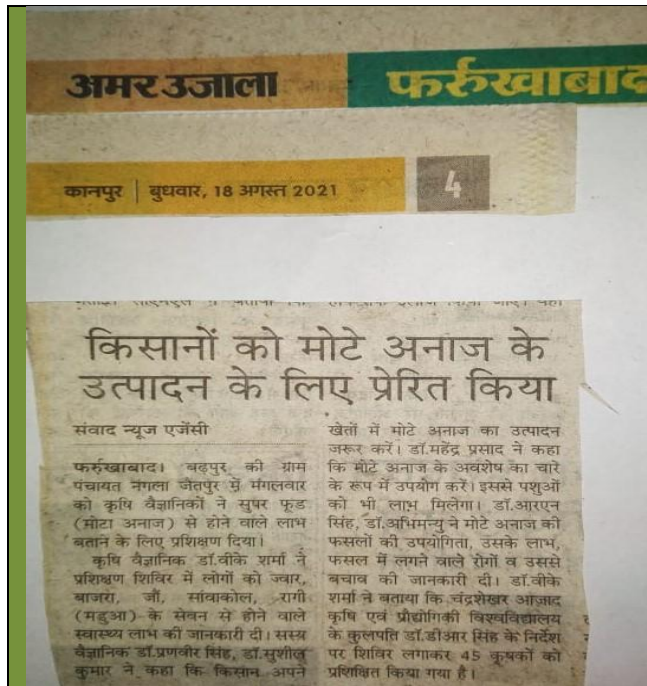 अमर उजाला
फर्रुखाबाद
कानपुर | बुधवार, 18 अगस्त 2021
4
किसानों को मोटे अनाज के
उत्पादन के लिए प्रेरित किया
संवाद न्यूज एजेंसी
फर्रुखाबाद। बढ़पुर की ग्राम
पंचायत नगला जैतपुर में मंगलवार
को कृषि वैज्ञानिकों ने सुपर फूड
(मोटा अनाज) से होने वाले लाभ
बताने के लिए प्रशिक्षण दिया।
कृषि वैज्ञानिक डॉ.वीके शर्मा ने
प्रशिक्षण शिविर में लोगों को ज्वार,
बाजरा, जौ, सांवाकोल, रागी
(मडुआ) के सेवन से होने वाले
स्वास्थ्य लाभ की जानकारी दी। सस्य
वैज्ञानिक डॉ.प्रणवीर सिंह, डॉ.सुशील
कुमार ने कहा कि किसान अपने
खेतों में मोटे अनाज का उत्पादन
जरूर करें। डॉ.महेंद्र प्रसाद ने कहा
कि मोटे अनाज के अवशेष का चारे
के रूप में उपयोग करें। इससे पशुओं
को भी लाभ मिलेगा। डॉ.आरएन
सिंह, डॉ.अभिमन्यु ने मोटे अनाज की
फसलों की उपयोगिता, उसके लाभ,
फसल में लगने वाले रोगों व उससे
बचाव की जानकारी दी। डॉ.वीके
शर्मा ने बताया कि चंद्रशेखर आज़ाद
कृषि एवं प्रौद्योगिकी विश्वविद्यालय
के कुलपति डॉ.डीआर सिंह के निर्देश
पर शिविर लगाकर 45 कृषकों को
प्रशिक्षित किया गया है।